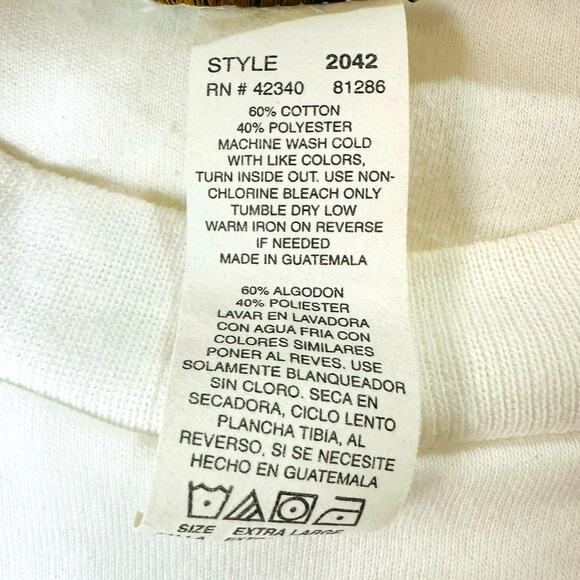 STYLE 2042
RN # 42340 81286
60% COTTON
40% POLYESTER
MACHINE WASH COLD
WITH LIKE COLORS,
TURN INSIDE OUT. USE NON-
CHLORINE BLEACH ONLY
TUMBLE DRY LOW
WARM IRON ON REVERSE
IF NEEDED
MADE IN GUATEMALA
60% ALGODON
40% POLIESTER
LAVAR EN LAVADORA
CON AGUA FRIA CON
COLORES SIMILARES
PONER AL REVES. USE
SOLAMENTE BLANQUEADOR
SIN CLORO. SECA EN
SECADORA, CICLO LENTO
PLANCHA TIBIA, AL
REVERSO, SI SE NECESITE
HECHO EN GUATEMALA
SIZE EXTRA LARGE